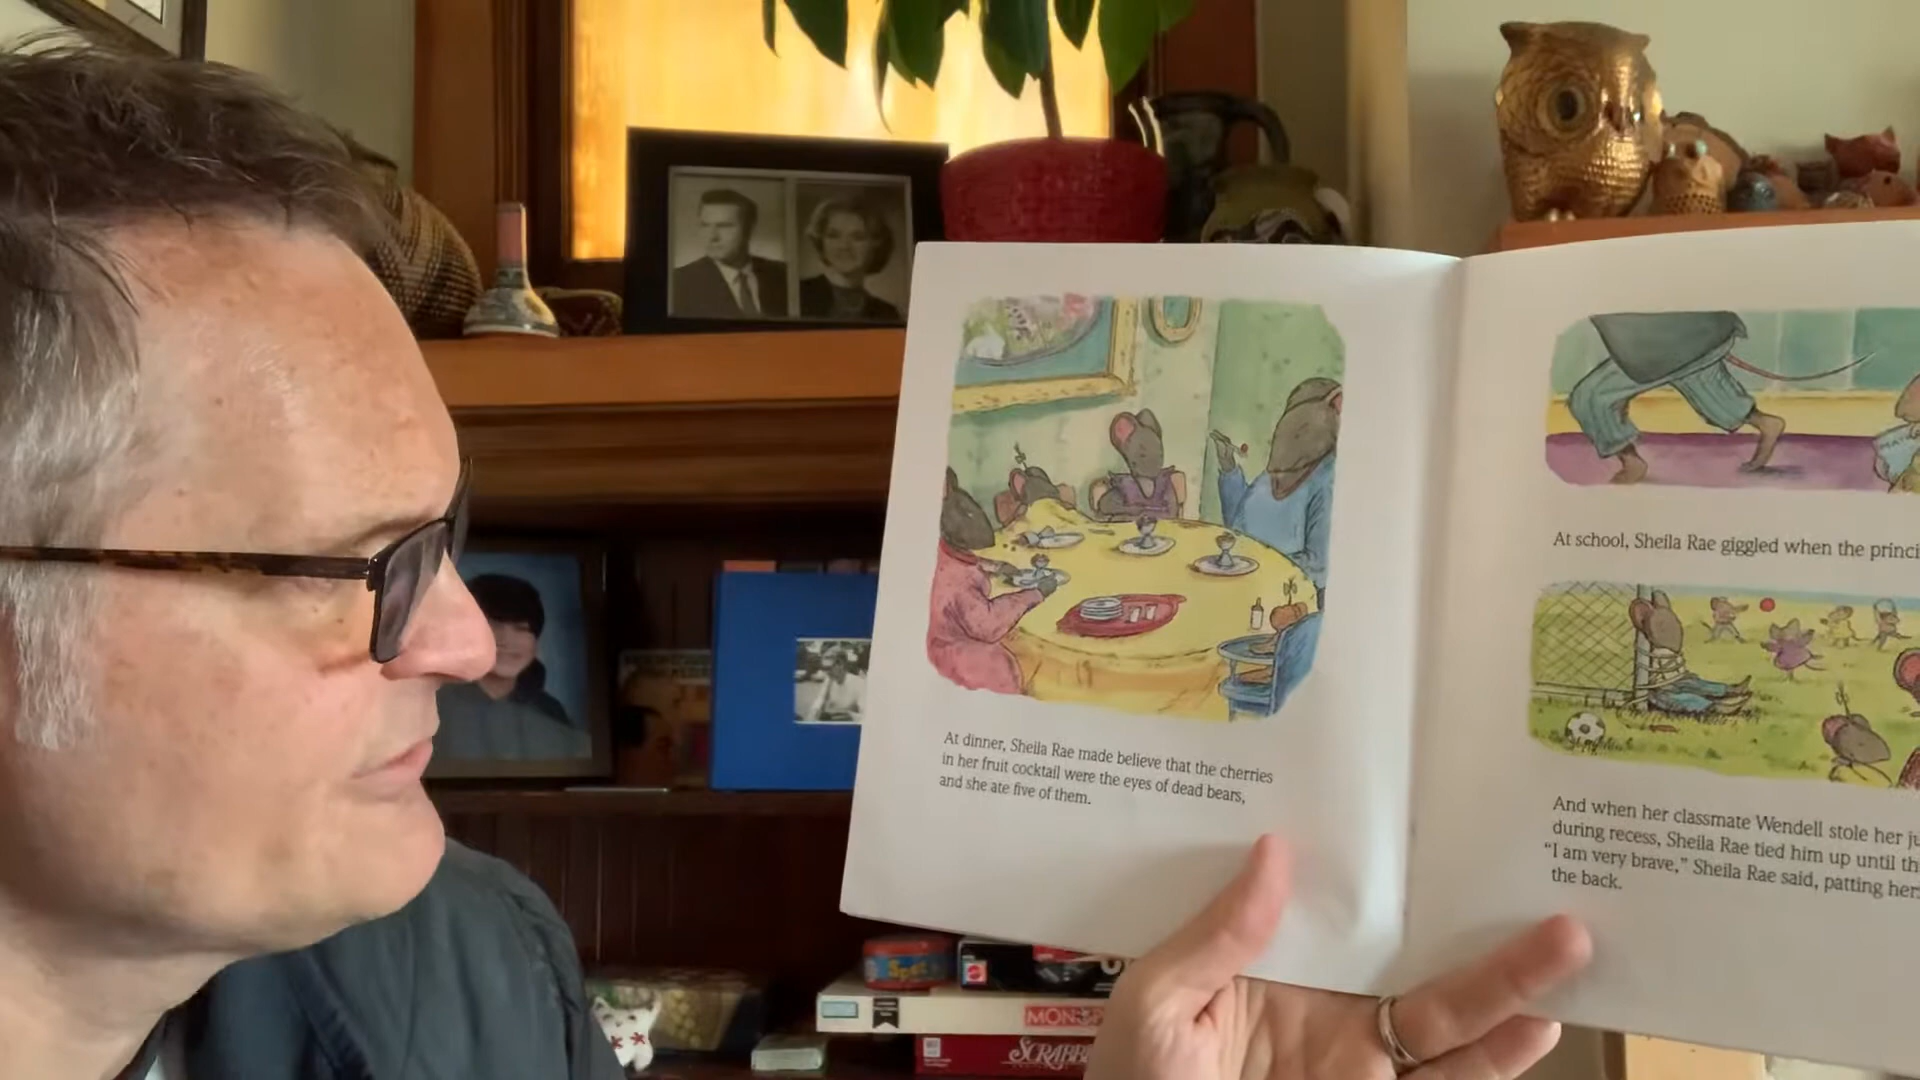 At dinner, Sheila Rae made believe that the cherries
in her fruit cocktail were the eyes of dead bears,
and she ate five of them.
At school, Sheila Rae giggled when the
And when her classmate Wendell stole her
during recess, Sheila Rae tied him up until
"I am very brave," Sheila Rae said, patting
the back.
MATH